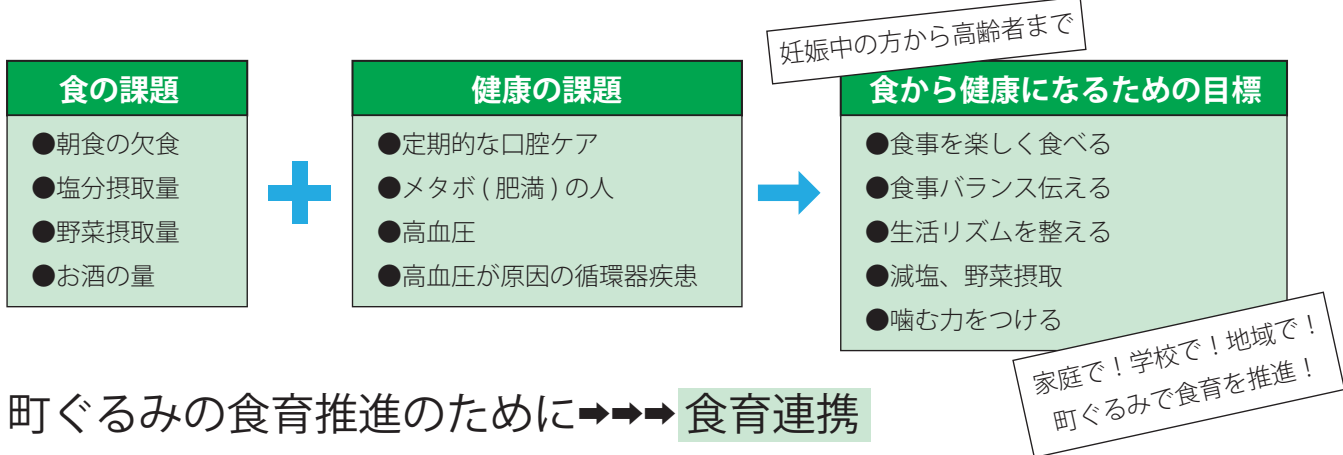 妊娠中の方から高齢者まで
食の課題
●朝食の欠食
●塩分摂取量
●野菜摂取量
●お酒の量
健康の課題
●定期的な口腔ケア
●メタボ ( 肥満 ) の人
●高血圧
●高血圧が原因の循環器疾患
食から健康になるための目標
●食事を楽しく食べる
●食事バランス伝える
●生活リズムを整える
●減塩、野菜摂取
●噛む力をつける
家庭で！学校で！地域で！
町ぐるみで食育を推進！
町ぐるみの食育推進のために➡➡➡ 食育連携